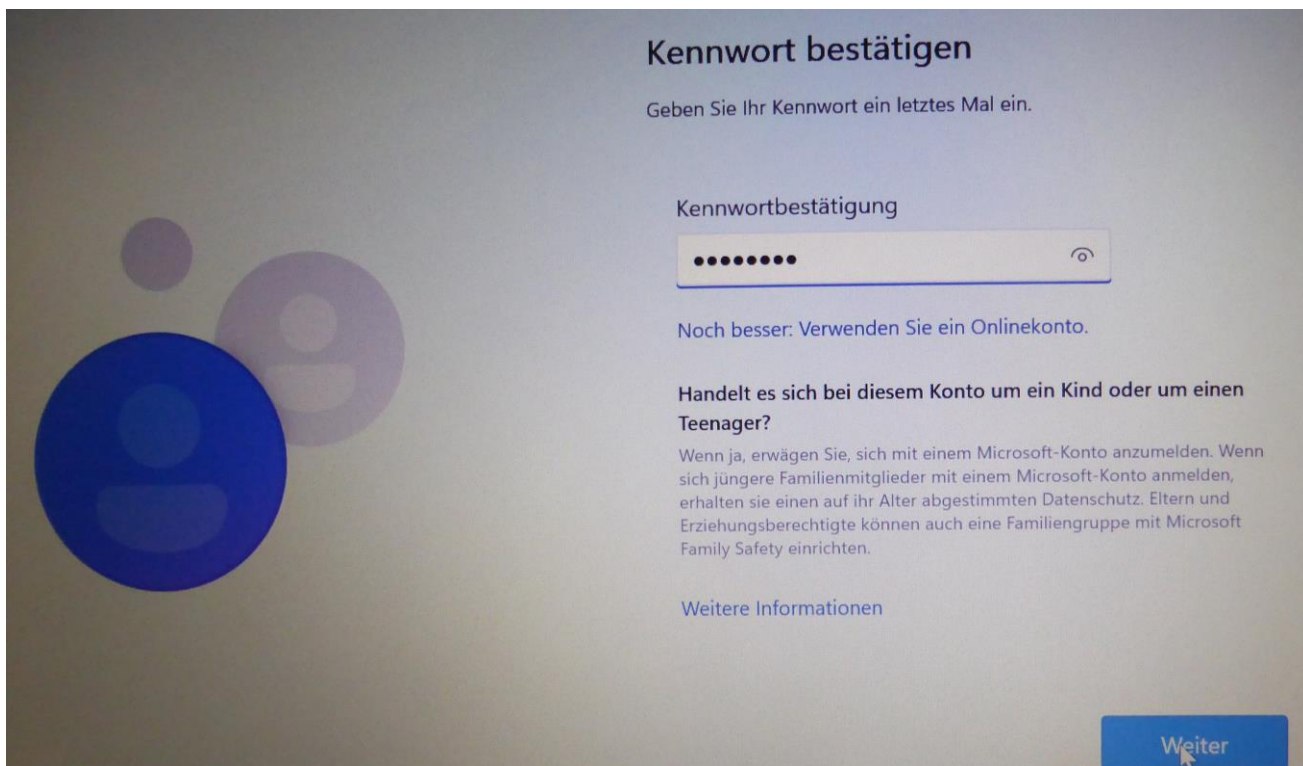 Kennwort bestätigen
Geben Sie Ihr Kennwort ein letztes Mal ein.
Kennwortbestätigung
••••••••
Noch besser: Verwenden Sie ein Onlinekonto.
Handelt es sich bei diesem Konto um ein Kind oder um einen
Teenager?
Wenn ja, erwägen Sie, sich mit einem Microsoft-Konto anzumelden. Wenn
sich jüngere Familienmitglieder mit einem Microsoft-Konto anmelden,
erhalten sie einen auf ihr Alter abgestimmten Datenschutz. Eltern und
Erziehungsberechtigte können auch eine Familiengruppe mit Microsoft
Family Safety einrichten.
Weitere Informationen
Weiter